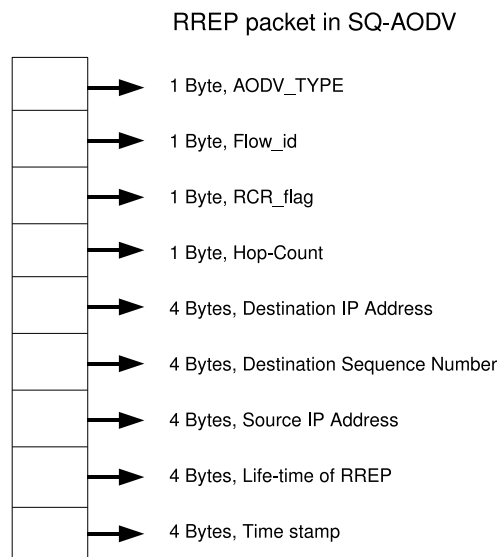 RREP packet in SQ-AODV
1 Byte, AODV_TYPE
1 Byte, Flow_id
1 Byte, RCR_flag
1 Byte, Hop-Count
4 Bytes, Destination IP Address
4 Bytes, Destination Sequence Number
4 Bytes, Source IP Address
4 Bytes, Life-time of RREP
4 Bytes, Time stamp